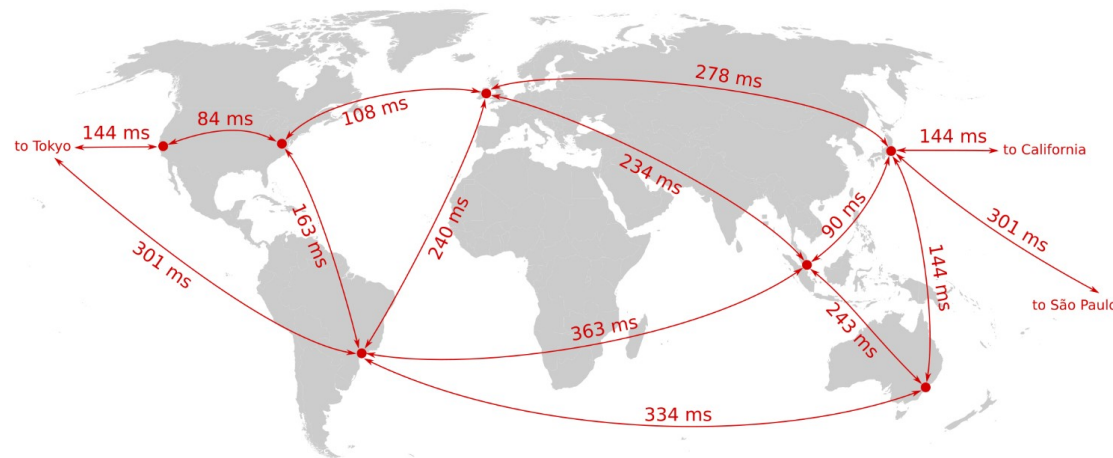 278 ms
108 ms
84 ms
144 ms
to Tokyo
144 ms
to California
234 ms
163 ms
240 ms
90 ms
301 ms
301 ms
144 ms
to São Paulo
363 ms
243 ms
334 ms